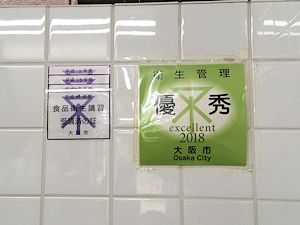 食品衛生講習
受講済の証
大阪市
衛生管理
優秀
excellent
2018
大阪市
Osaka City